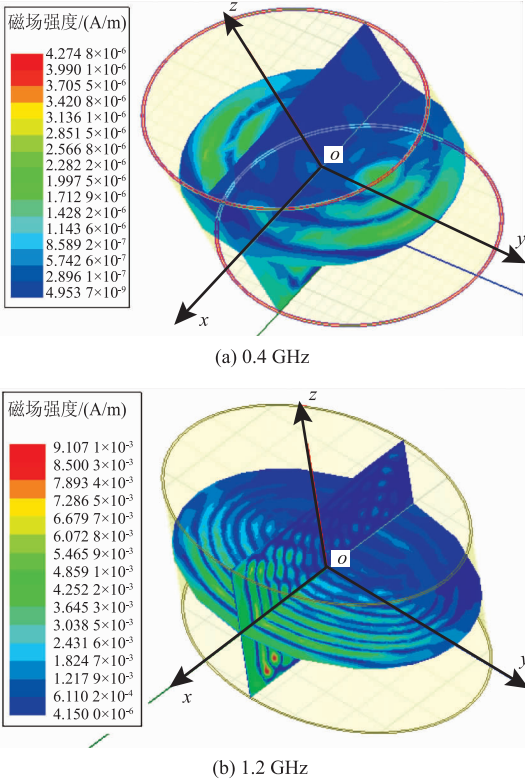 磁场强度/(A/m)
4.274 8×10⁻⁶
3.990 1×10⁻⁶
3.705 5×10⁻⁶
3.420 8×10⁻⁶
3.136 1×10⁻⁶
2.851 5×10⁻⁶
2.566 8×10⁻⁶
2.282 2×10⁻⁶
1.997 5×10⁻⁶
1.712 9×10⁻⁶
1.428 2×10⁻⁶
1.143 6×10⁻⁶
8.589 2×10⁻⁷
5.742 6×10⁻⁷
2.896 1×10⁻⁷
4.953 7×10⁻⁹
z
o
y
x
(a) 0.4 GHz
磁场强度/(A/m)
9.107 1×10⁻³
8.500 3×10⁻³
7.893 4×10⁻³
7.286 5×10⁻³
6.679 7×10⁻³
6.072 8×10⁻³
5.465 9×10⁻³
4.859 1×10⁻³
4.252 2×10⁻³
3.645 3×10⁻³
3.038 5×10⁻³
2.431 6×10⁻³
1.824 7×10⁻³
1.217 9×10⁻³
6.110 2×10⁻⁴
4.150 0×10⁻⁶
z
o
y
x
(b) 1.2 GHz